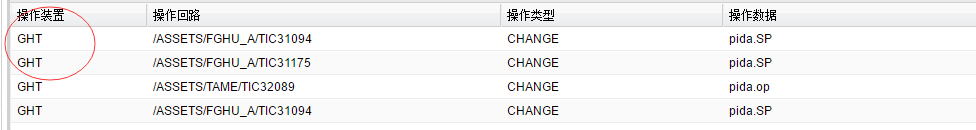 操作装置 操作回路 操作类型 操作数据
GHT /ASSETS/FGHU_A/TIC31094 CHANGE pida.SP
GHT /ASSETS/FGHU_A/TIC31175 CHANGE pida.SP
GHT /ASSETS/TAME/TIC32089 CHANGE pida.op
GHT /ASSETS/FGHU_A/TIC31094 CHANGE pida.SP